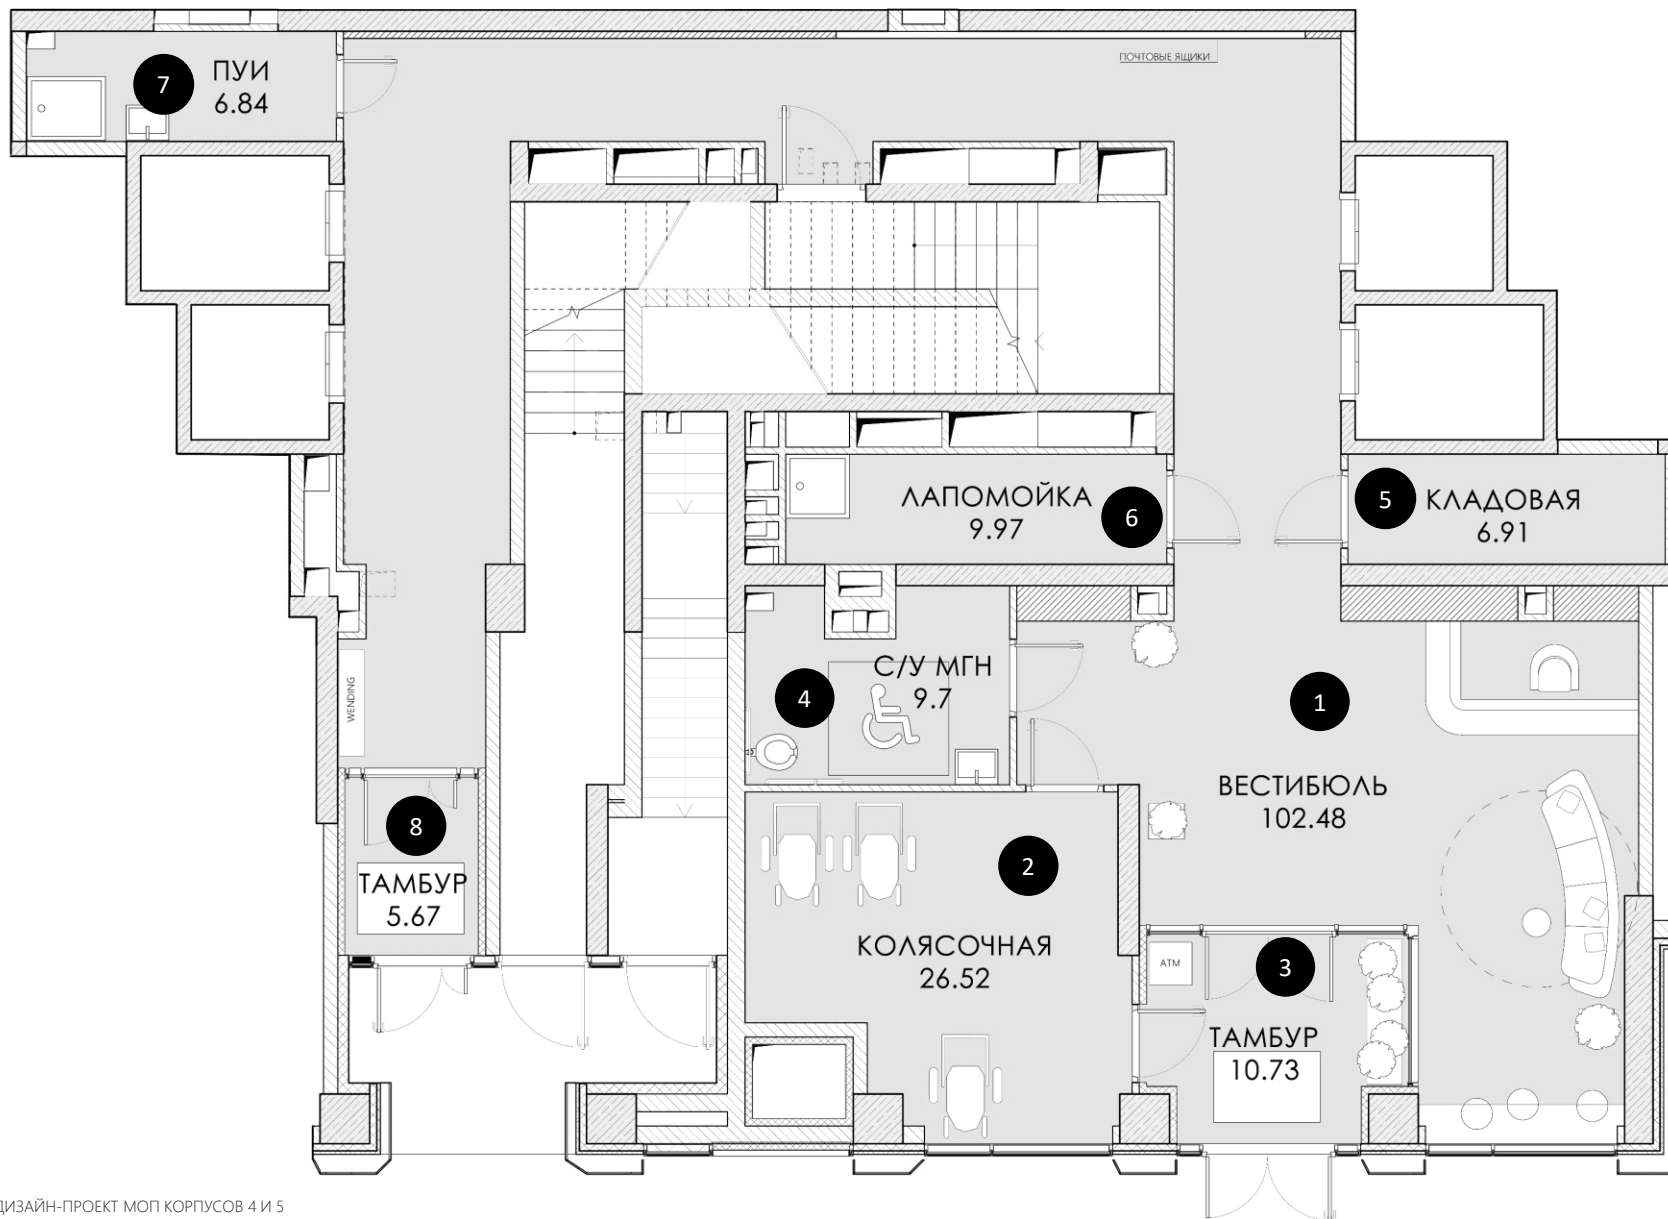 7
ПУИ
6.84
ПОЧТОВЫЕ ЯЩИКИ
ЛАПОМОЙКА
9.97
6
5
КЛАДОВАЯ
6.91
С/У МГН
9.7
4
1
WENDING
ВЕСТИБЮЛЬ
102.48
8
ТАМБУР
5.67
2
КОЛЯСОЧНАЯ
26.52
ATM
3
ТАМБУР
10.73
ДИЗАЙН-ПРОЕКТ МОП КОРПУСОВ 4 И 5